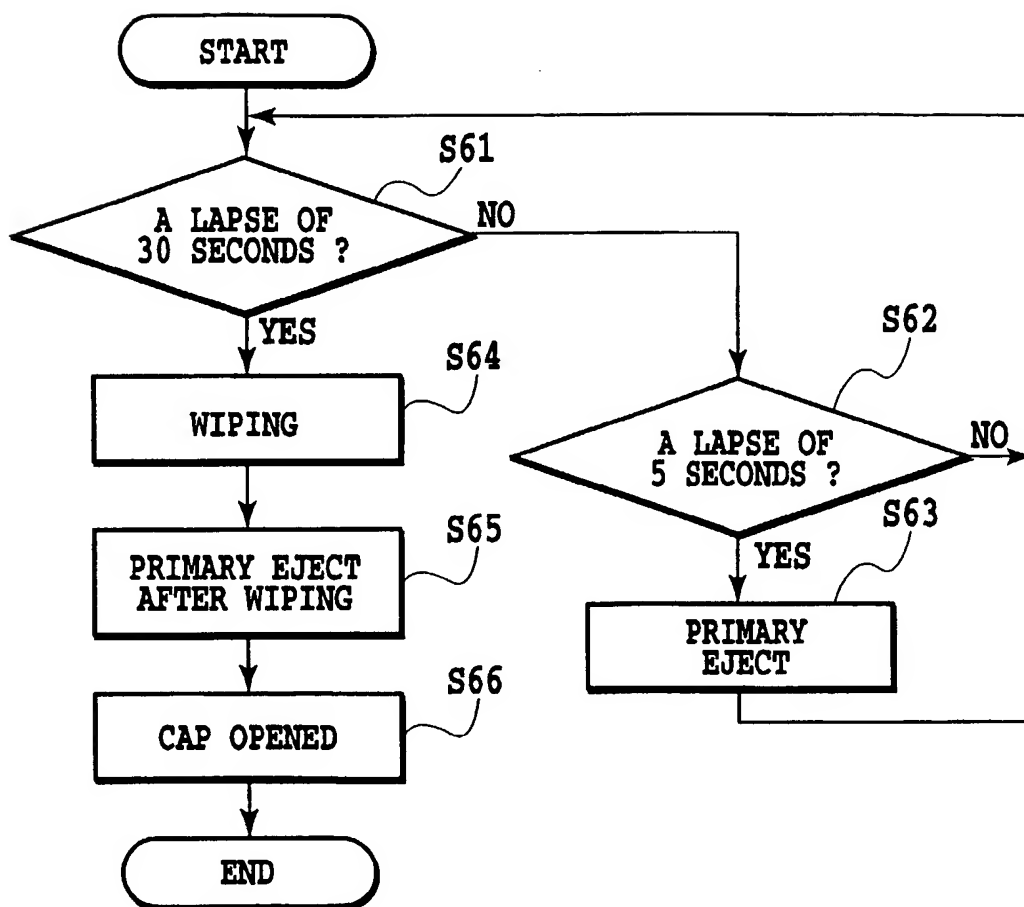 START
S61
A LAPSE OF
30 SECONDS ?
NO
YES
S64
WIPING
S62
A LAPSE OF
5 SECONDS ?
NO
YES
S63
PRIMARY
EJECT
S65
PRIMARY EJECT
AFTER WIPING
S66
CAP OPENED
END